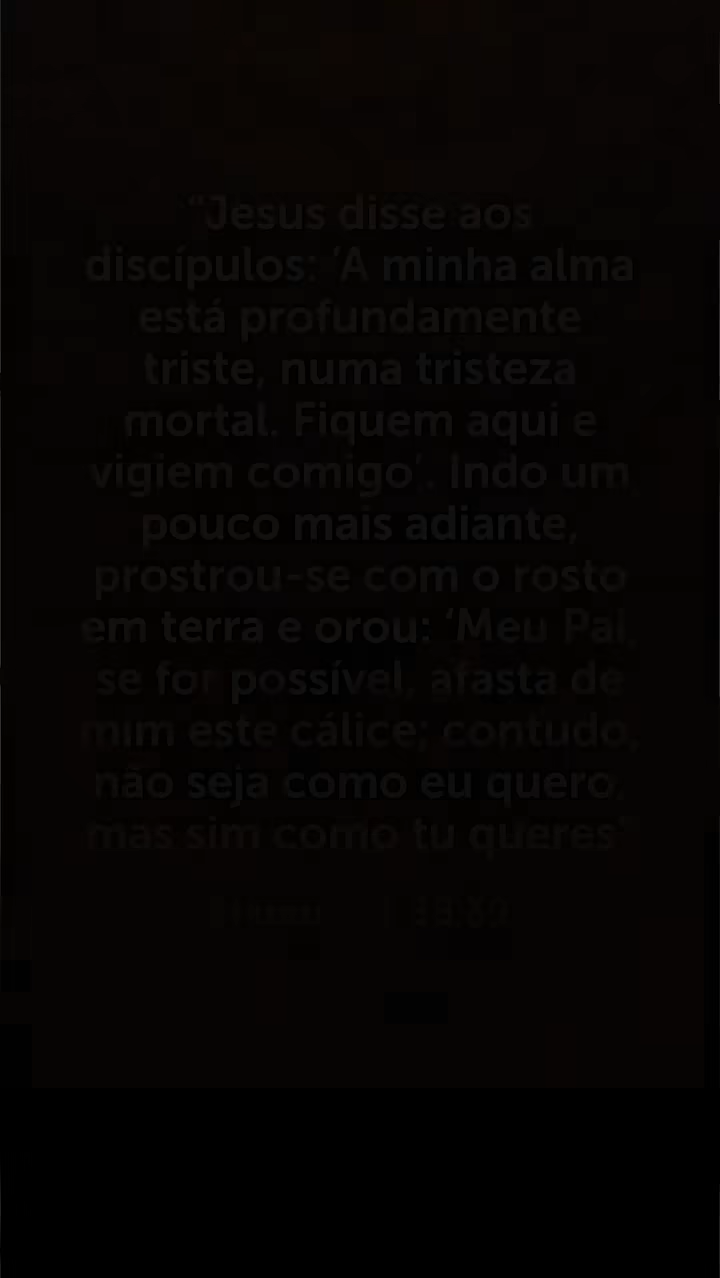 “Jesus disse aos
discípulos: ‘A minha alma
está profundamente
triste, numa tristeza
mortal. Fiquem aqui e
vigiem comigo’. Indo um
pouco mais adiante,
prostrou-se com o rosto
em terra e orou: ‘Meu Pai,
se for possível, afasta de
mim este cálice; contudo,
não seja como eu quero,
mas sim como tu queres”